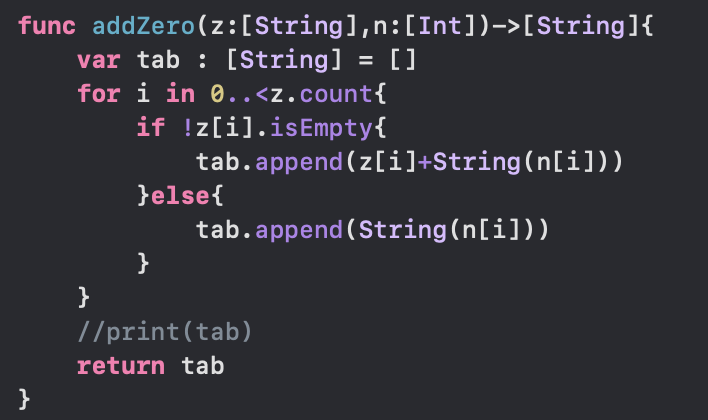 func addZero(z:[String],n:[Int])->[String]{
    var tab : [String] = []
    for i in 0..<z.count{
        if !z[i].isEmpty{
            tab.append(z[i]+String(n[i]))
        }else{
            tab.append(String(n[i]))
        }
    }
    //print(tab)
    return tab
}